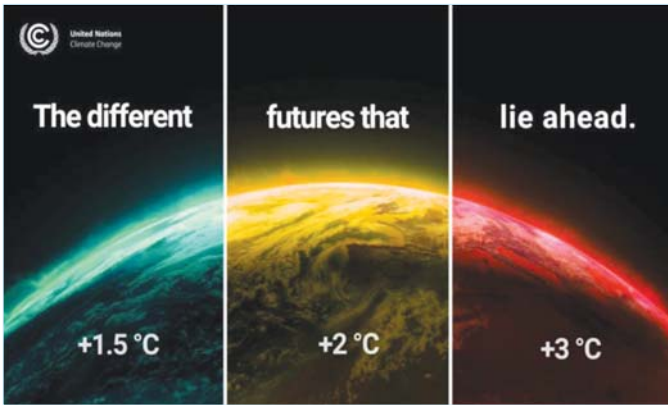 United Nations
Climate Change
The different futures that lie ahead.
+1.5 °C
+2 °C
+3 °C